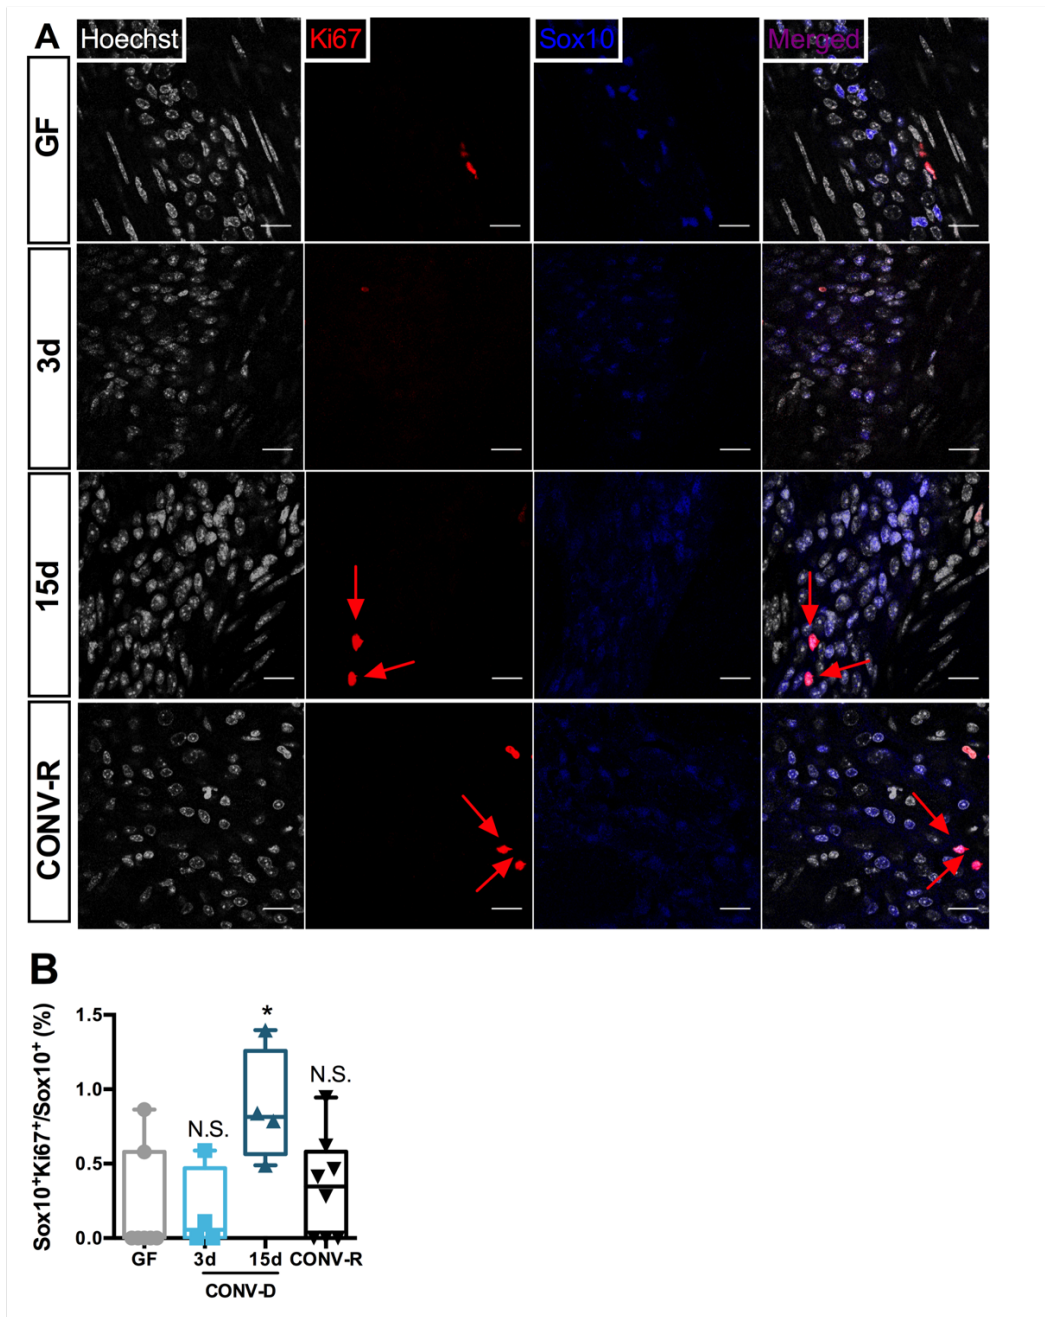 A
Hoechst
Ki67
Sox10
Merged
GF
3d
15d
CONV-R
B
Sox10⁺Ki67⁺/Sox10⁺ (%)
1.5
1.0
0.5
0.0
N.S.
*
N.S.
GF
3d
15d
CONV-R
CONV-D